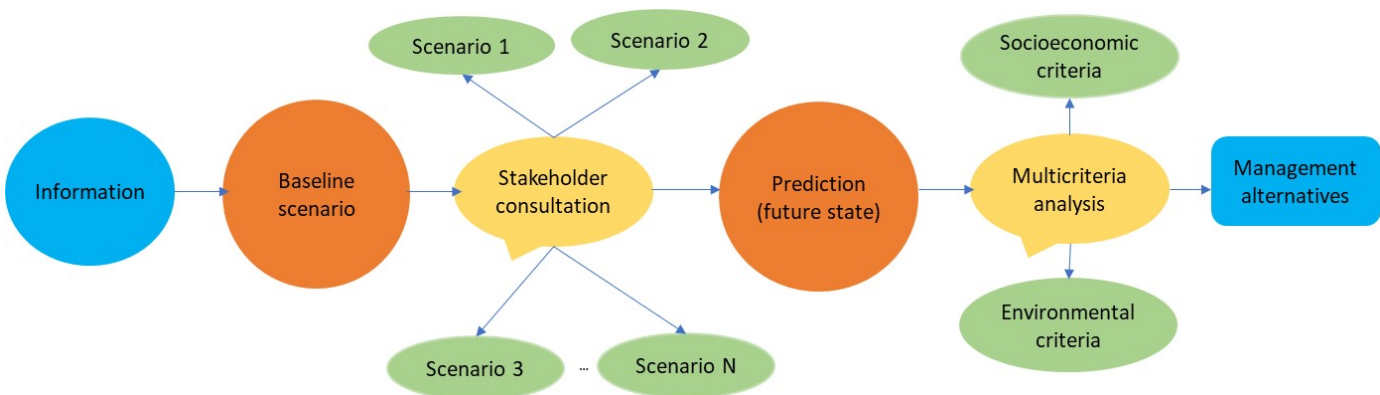 Scenario 1
Scenario 2
Socioeconomic
criteria
Information
Baseline
scenario
Stakeholder
consultation
Prediction
(future state)
Multicriteria
analysis
Management
alternatives
Environmental
criteria
Scenario 3
...
Scenario N